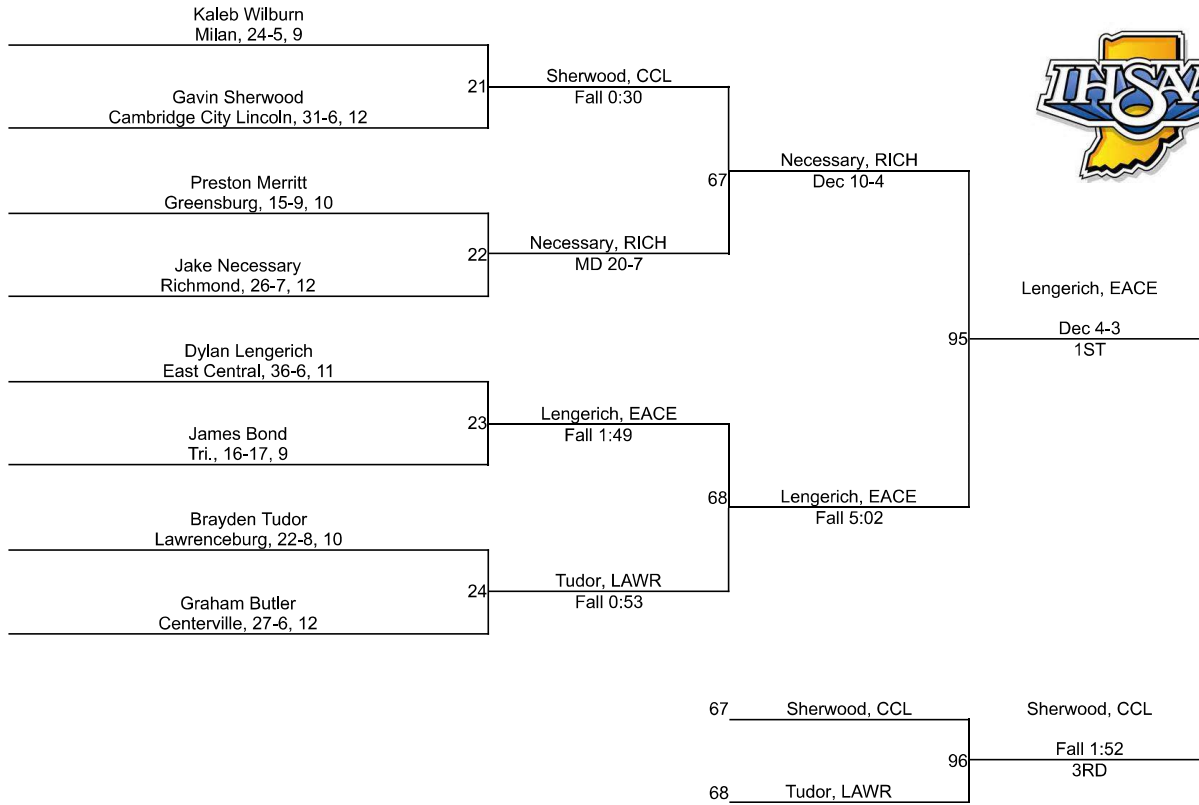 Kaleb Wilburn
Milan, 24-5, 9
21
Sherwood, CCL
Fall 0:30
Gavin Sherwood
Cambridge City Lincoln, 31-6, 12
IHSAA
67
Necessary, RICH
Dec 10-4
Preston Merritt
Greensburg, 15-9, 10
22
Necessary, RICH
MD 20-7
Jake Necessary
Richmond, 26-7, 12
95
Lengerich, EACE
Dec 4-3
1ST
Dylan Lengerich
East Central, 36-6, 11
23
Lengerich, EACE
Fall 1:49
James Bond
Tri., 16-17, 9
68
Lengerich, EACE
Fall 5:02
Brayden Tudor
Lawrenceburg, 22-8, 10
24
Tudor, LAWR
Fall 0:53
Graham Butler
Centerville, 27-6, 12
67
Sherwood, CCL
96
Sherwood, CCL
Fall 1:52
3RD
68
Tudor, LAWR